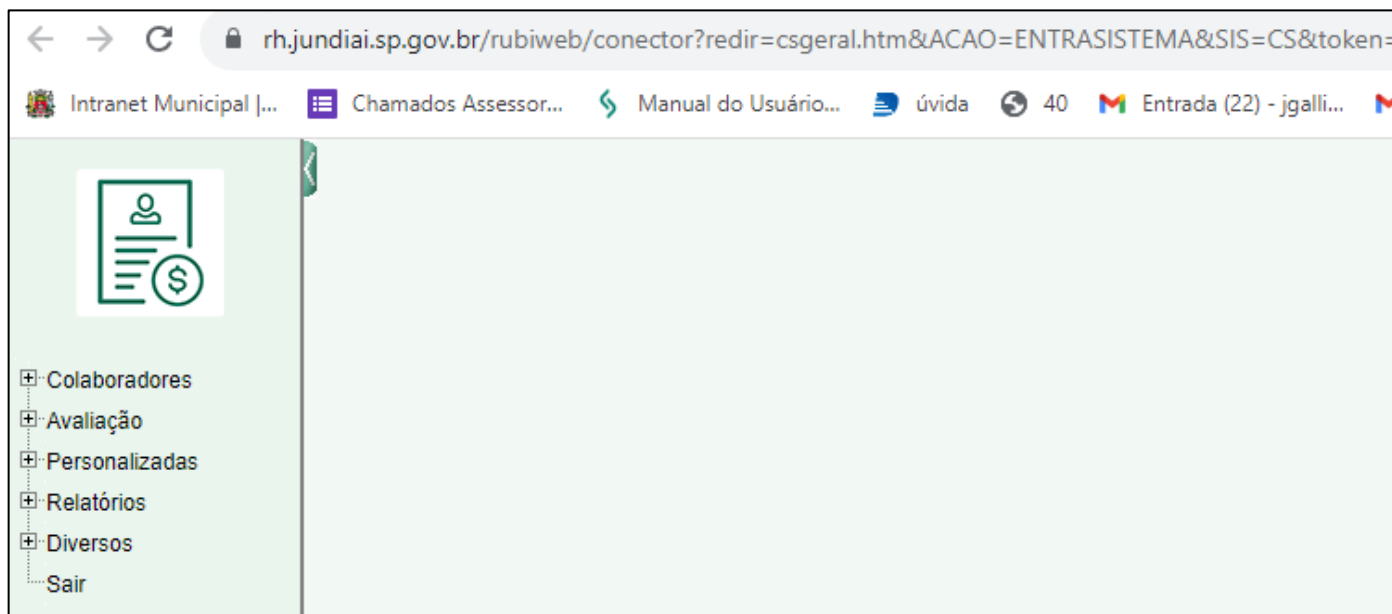 rh.jundiai.sp.gov.br/rubiweb/conector?redir=csgeral.htm&ACAO=ENTRASISTEMA&SIS=CS&token=
Intranet Municipal |... Chamados Assessor... Manual do Usuário... úvida 40 Entrada (22) - jgalli...
$
Colaboradores
Avaliação
Personalizadas
Relatórios
Diversos
Sair